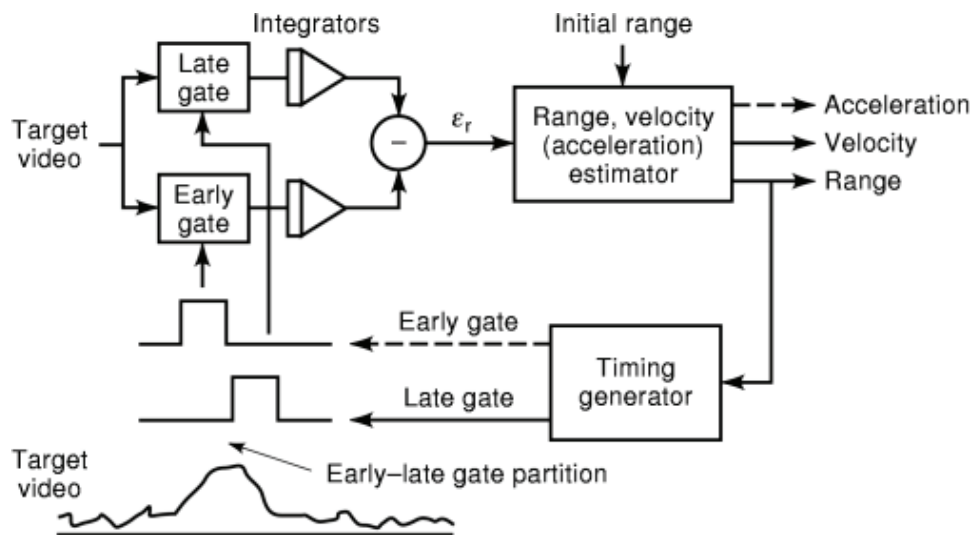 Integrators
Initial range
Late
gate
Target
video
Early
gate
−
εr
Range, velocity
(acceleration)
estimator
Acceleration
Velocity
Range
Early gate
Late gate
Timing
generator
Target
video
Early–late gate partition